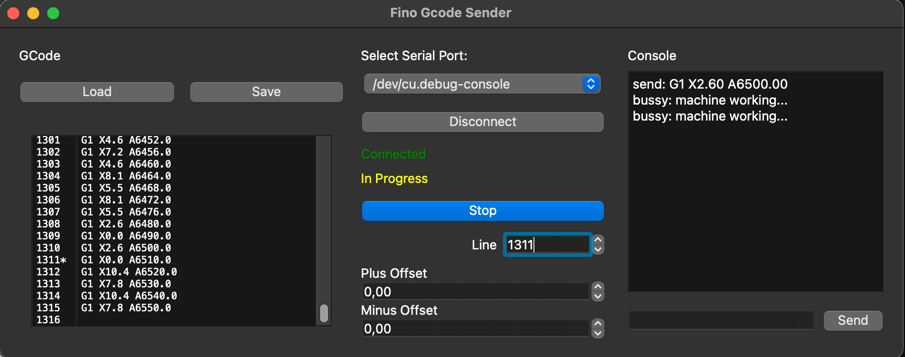 Fino Gcode Sender
GCode
Load
Save
1301 G1 X4.6 A6452.0
1302 G1 X7.2 A6456.0
1303 G1 X4.6 A6460.0
1304 G1 X8.1 A6464.0
1305 G1 X5.5 A6468.0
1306 G1 X8.1 A6472.0
1307 G1 X5.5 A6476.0
1308 G1 X2.6 A6480.0
1309 G1 X0.0 A6490.0
1310 G1 X2.6 A6500.0
1311* G1 X0.0 A6510.0
1312 G1 X10.4 A6520.0
1313 G1 X7.8 A6530.0
1314 G1 X10.4 A6540.0
1315 G1 X7.8 A6550.0
1316
Select Serial Port:
/dev/cu.debug-console
Disconnect
Connected
In Progress
Stop
Line 1311
Plus Offset
0,00
Minus Offset
0,00
Console
send: G1 X2.60 A6500.00
bussy: machine working...
bussy: machine working...
Send